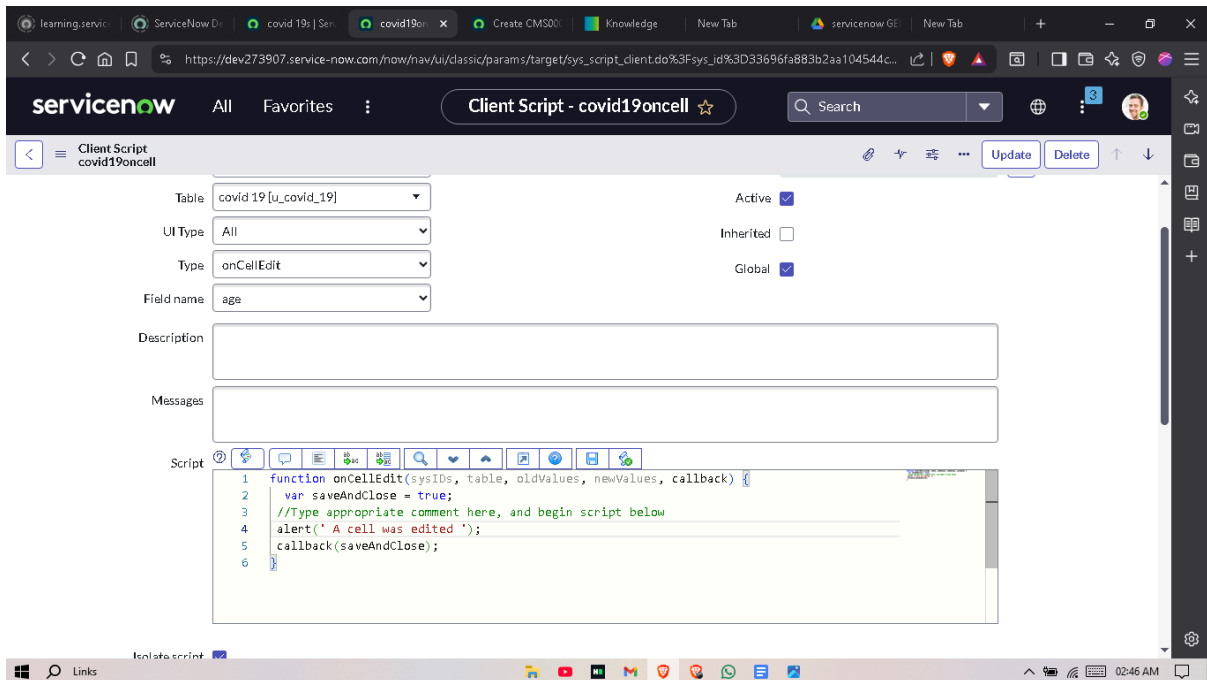 learning.servic
ServiceNow De
covid 19s | Serv
covid19on
Create CMS000
Knowledge
New Tab
servicenow GE
New Tab
https://dev273907.service-now.com/now/nav/ui/classic/params/target/sys_script_client.do%3Fsys_id%3D33696fa883b2aa104544c...
servicenow
All
Favorites
Client Script - covid19oncell
Search
3
Client Script
covid19oncell
Update
Delete
Table
covid 19 [u_covid_19]
Active
UI Type
All
Inherited
Type
onCellEdit
Global
Field name
age
Description
Messages
Script
1 function onCellEdit(sysIDs, table, oldValues, newValues, callback) {
2 var saveAndClose = true;
3 //Type appropriate comment here, and begin script below
4 alert(' A cell was edited ');
5 callback(saveAndClose);
6 }
Isolate script
Links
02:46 AM